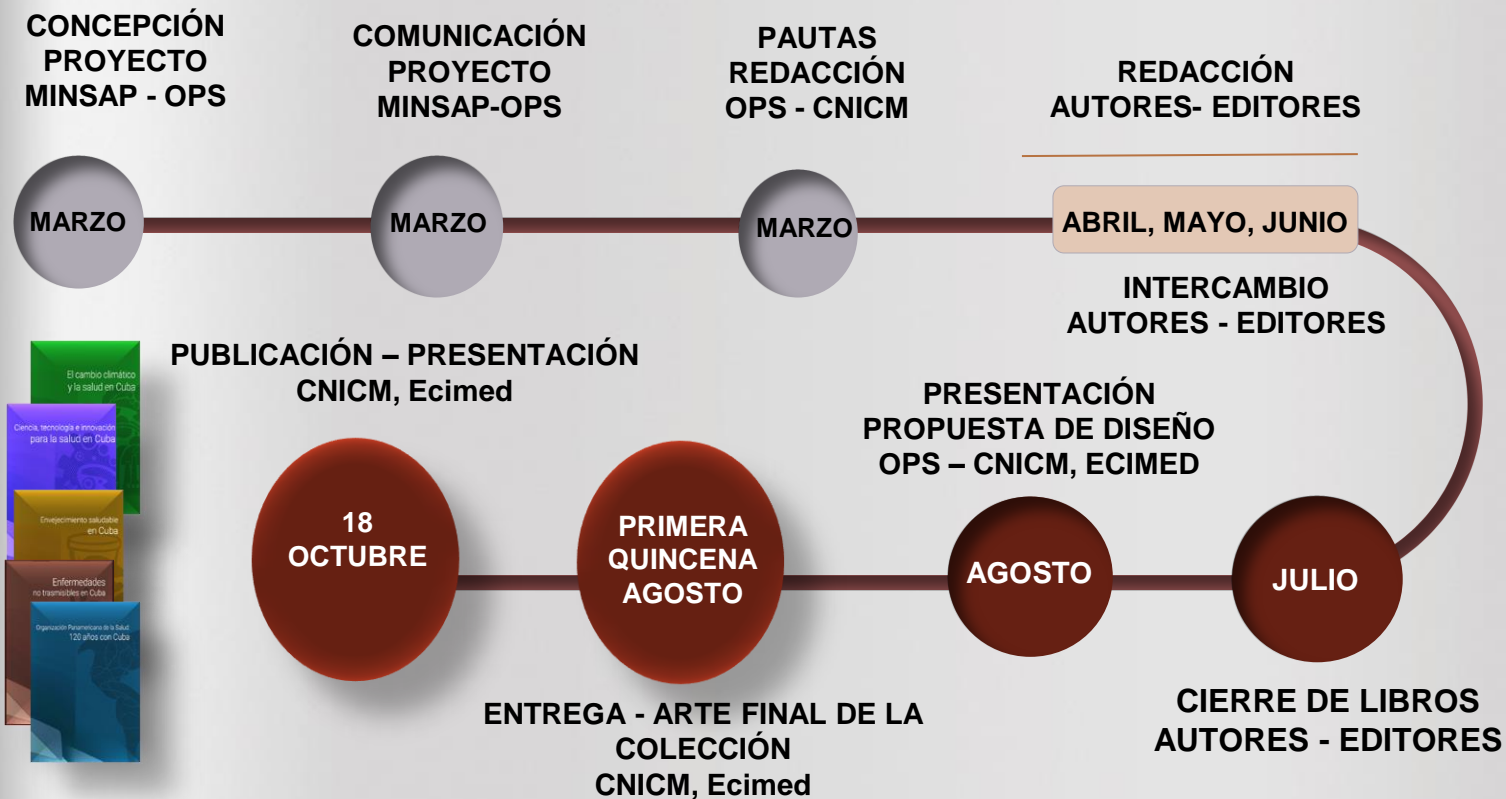 CONCEPCIÓN
PROYECTO
MINSAP - OPS
COMUNICACIÓN
PROYECTO
MINSAP-OPS
PAUTAS
REDACCIÓN
OPS - CNICM
REDACCIÓN
AUTORES- EDITORES
MARZO
MARZO
MARZO
ABRIL, MAYO, JUNIO
INTERCAMBIO
AUTORES - EDITORES
PUBLICACIÓN – PRESENTACIÓN
CNICM, Ecimed
PRESENTACIÓN
PROPUESTA DE DISEÑO
OPS – CNICM, ECIMED
18
OCTUBRE
PRIMERA
QUINCENA
AGOSTO
AGOSTO
JULIO
ENTREGA - ARTE FINAL DE LA
COLECCIÓN
CNICM, Ecimed
CIERRE DE LIBROS
AUTORES - EDITORES
El cambio climático
y la salud en Cuba
Ciencia, tecnología e innovación
para la salud en Cuba
Envejecimiento saludable
en Cuba
Enfermedades
no trasmisibles en Cuba
Organización Panamericana de la Salud
120 años con Cuba